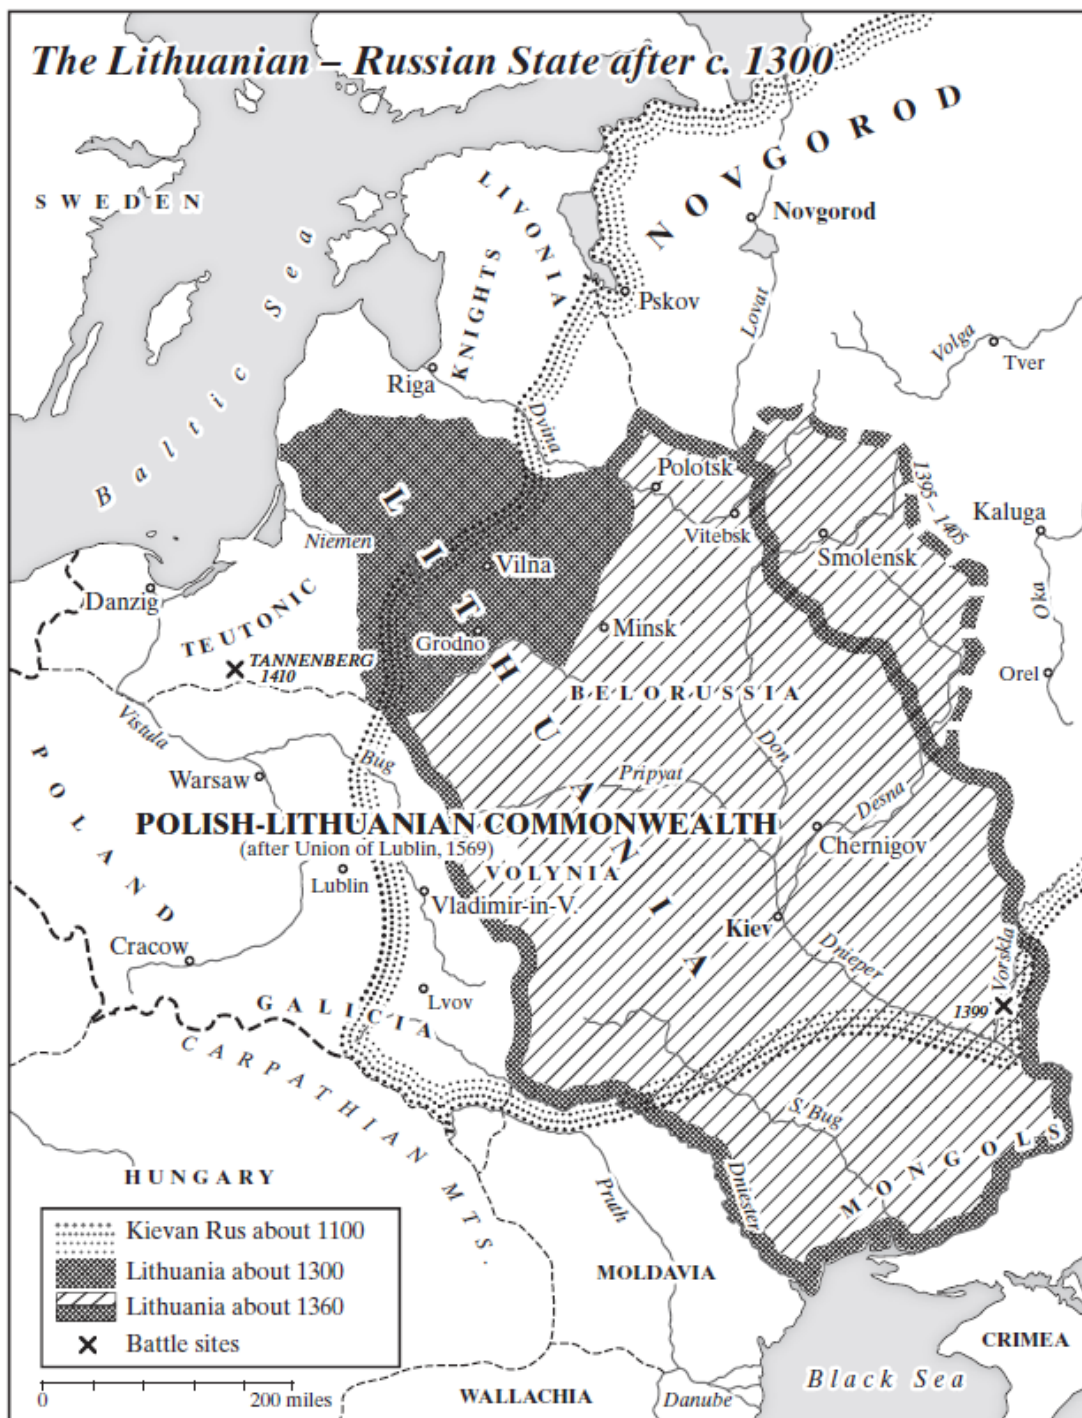 The Lithuanian – Russian State after c. 1300
NOVGOROD
SWEDEN
LIVONIA
Novgorod
Baltic Sea
KNIGHTS
Pskov
Lovat
Volga
Tver
Riga
Dvina
Polotsk
1395–1405
Kaluga
LITHUANIA
Niemen
Vitebsk
Smolensk
Vilna
Danzig
TEUTONIC
Oka
Grodno
Minsk
TANNENBERG
1410
Orel
BELORUSSIA
Vistula
Don
POLAND
Bug
Warsaw
Pripyat
Desna
POLISH-LITHUANIAN COMMONWEALTH
(after Union of Lublin, 1569)
Chernigov
Lublin
VOLYNIA
Vladimir-in-V.
Kiev
Cracow
Dnieper
Vorskla
Lvov
GALICIA
1399
CARPATHIAN MTS.
S. Bug
MONGOLS
HUNGARY
Pruth
Dniester
Kievan Rus about 1100
Lithuania about 1300
Lithuania about 1360
Battle sites
MOLDAVIA
CRIMEA
0 200 miles
WALLACHIA
Danube
Black Sea